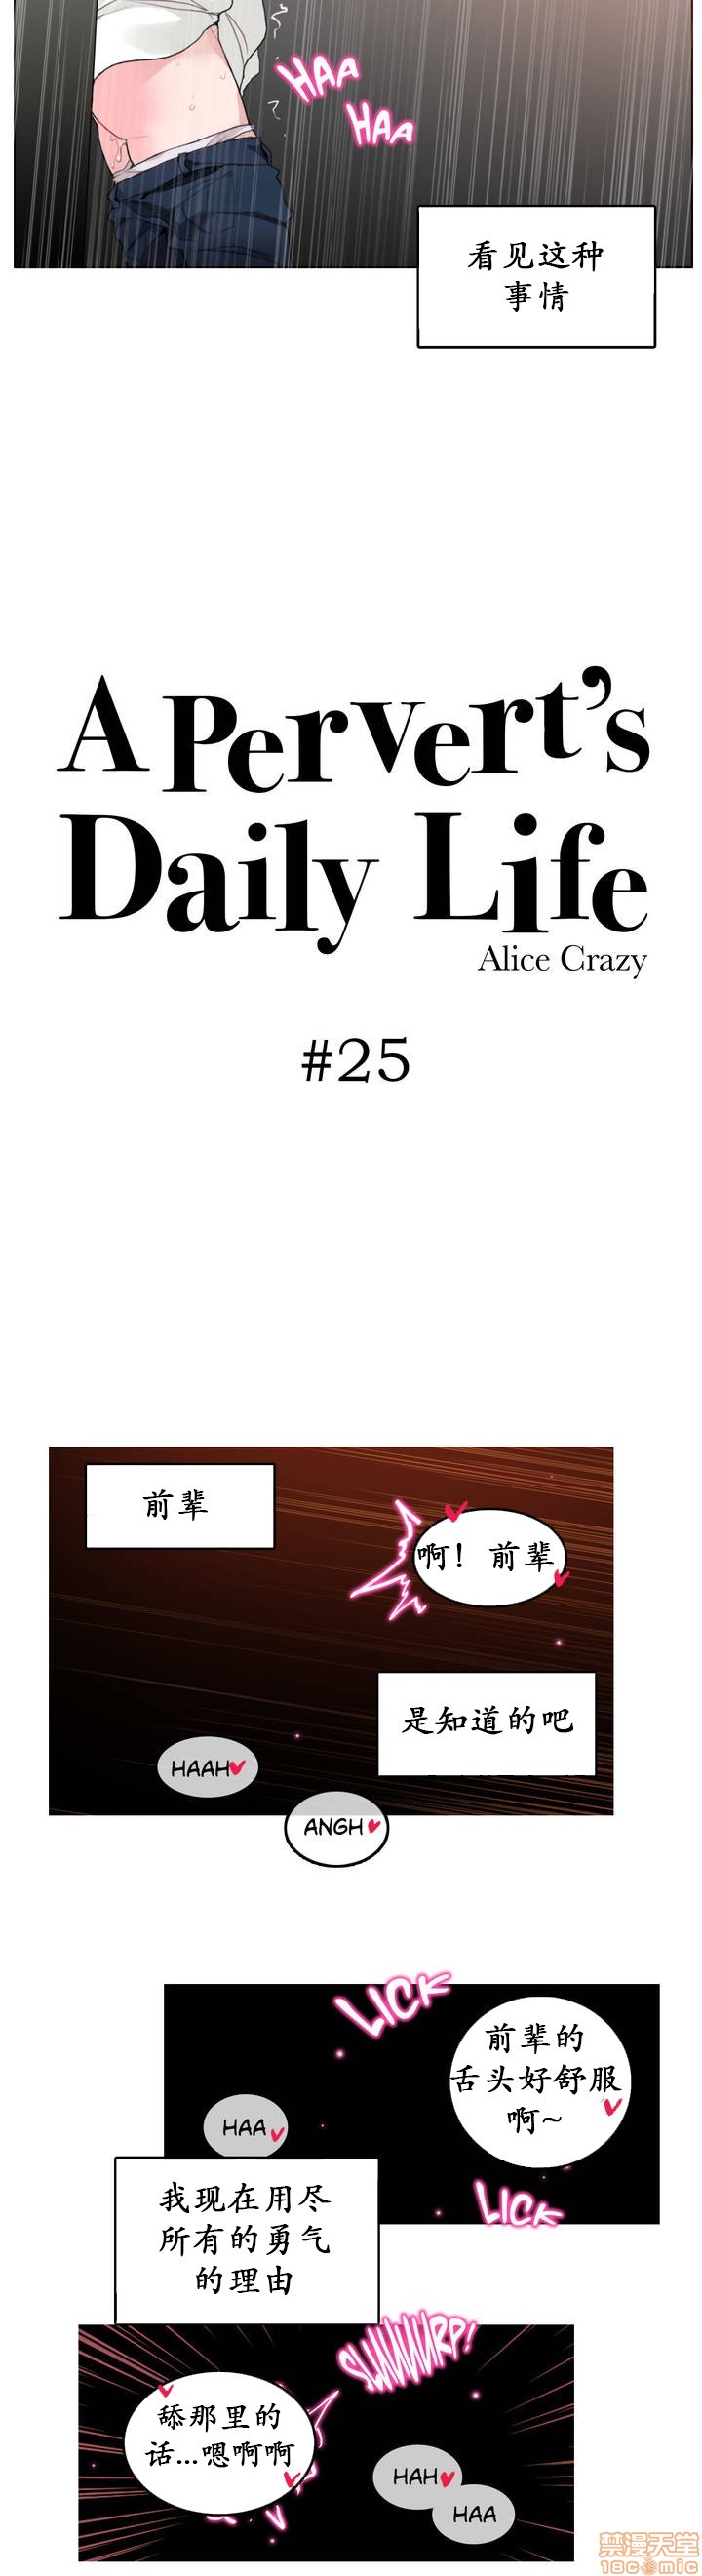 HAA
HAA
看见这种
事情
A Pervert's
Daily Life
Alice Crazy
#25
前辈
啊! 前辈
是知道的吧
HAAH
ANGH
LICK
前辈的
舌头好舒服
啊~
HAA
LICK
我现在用尽
所有的勇气
的理由
SLUUUURP!
舔那里的
话...嗯啊啊
HAH
HAA
禁漫天堂
18comic